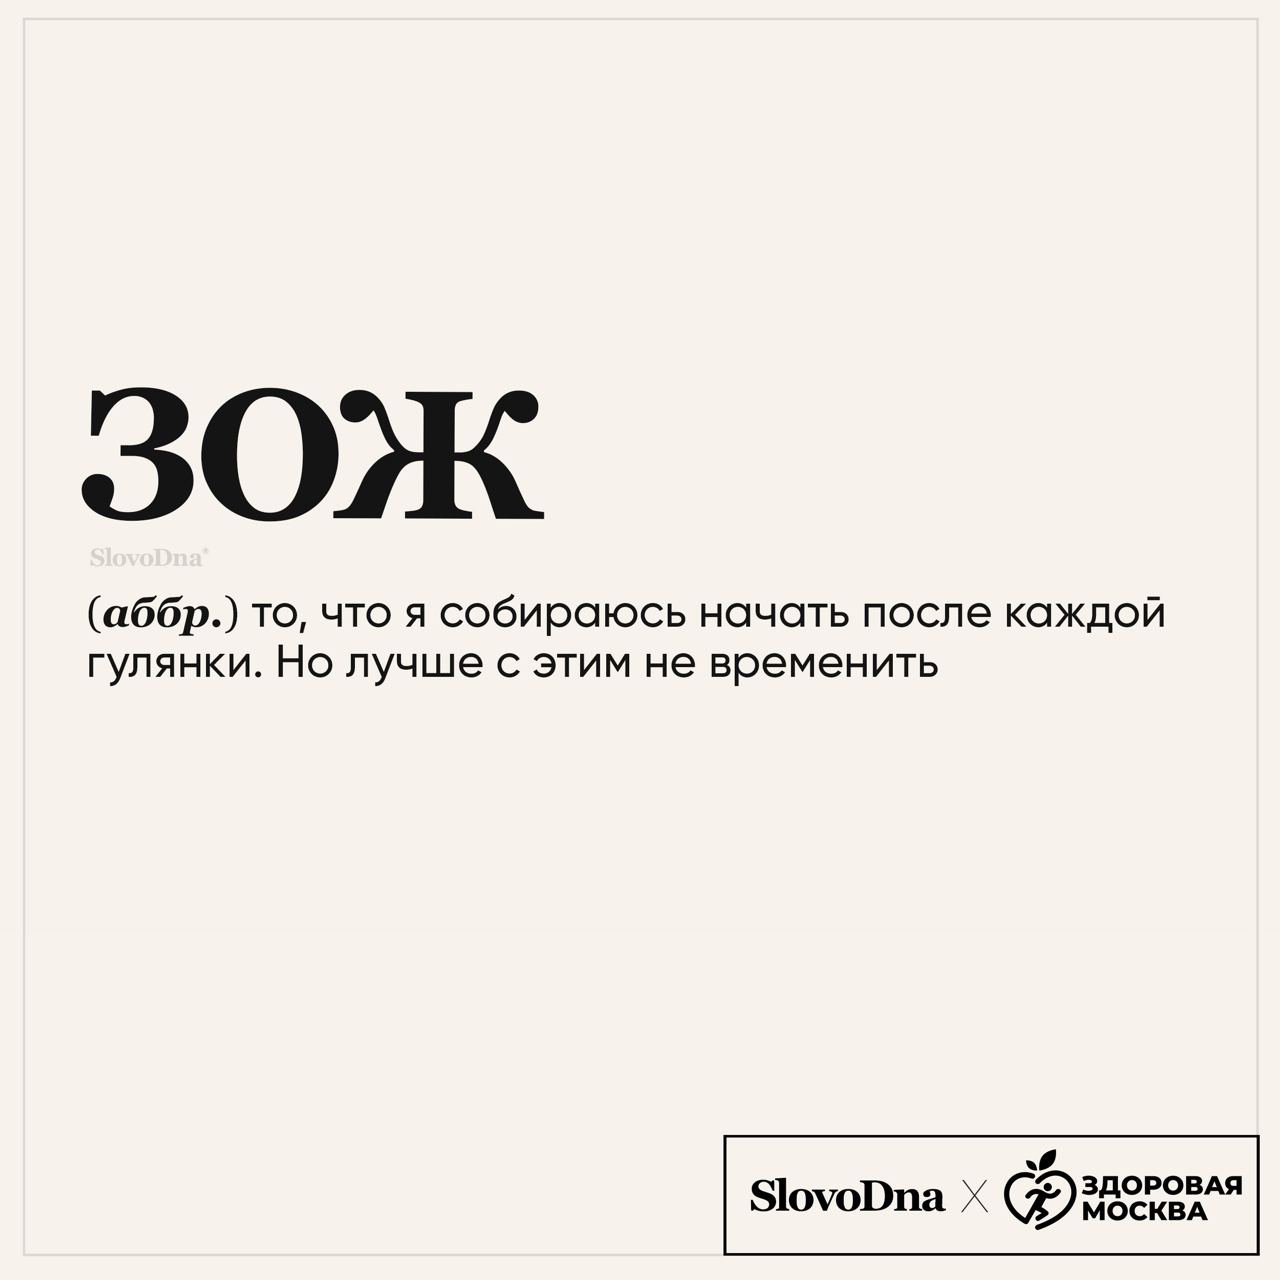 ЗОЖ
SlovoDna®
(аббр.) то, что я собираюсь начать после каждой
гулянки. Но лучше с этим не временить
SlovoDna X ЗДОРОВАЯ
МОСКВА